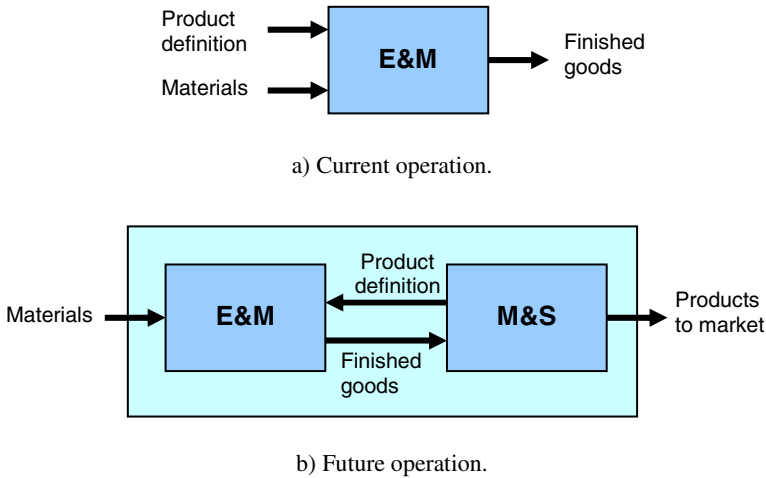 Product
definition
E&M
Finished
goods
Materials
a) Current operation.
Product
definition
Materials
E&M
M&S
Products
to market
Finished
goods
b) Future operation.